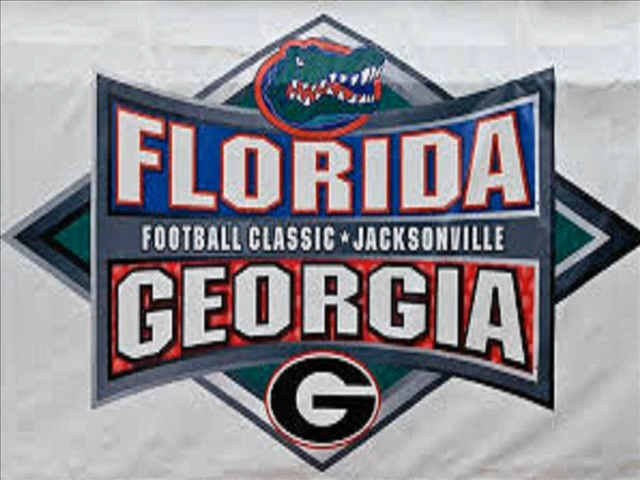 FLORIDA
FOOTBALL CLASSIC ★ JACKSONVILLE
GEORGIA
G